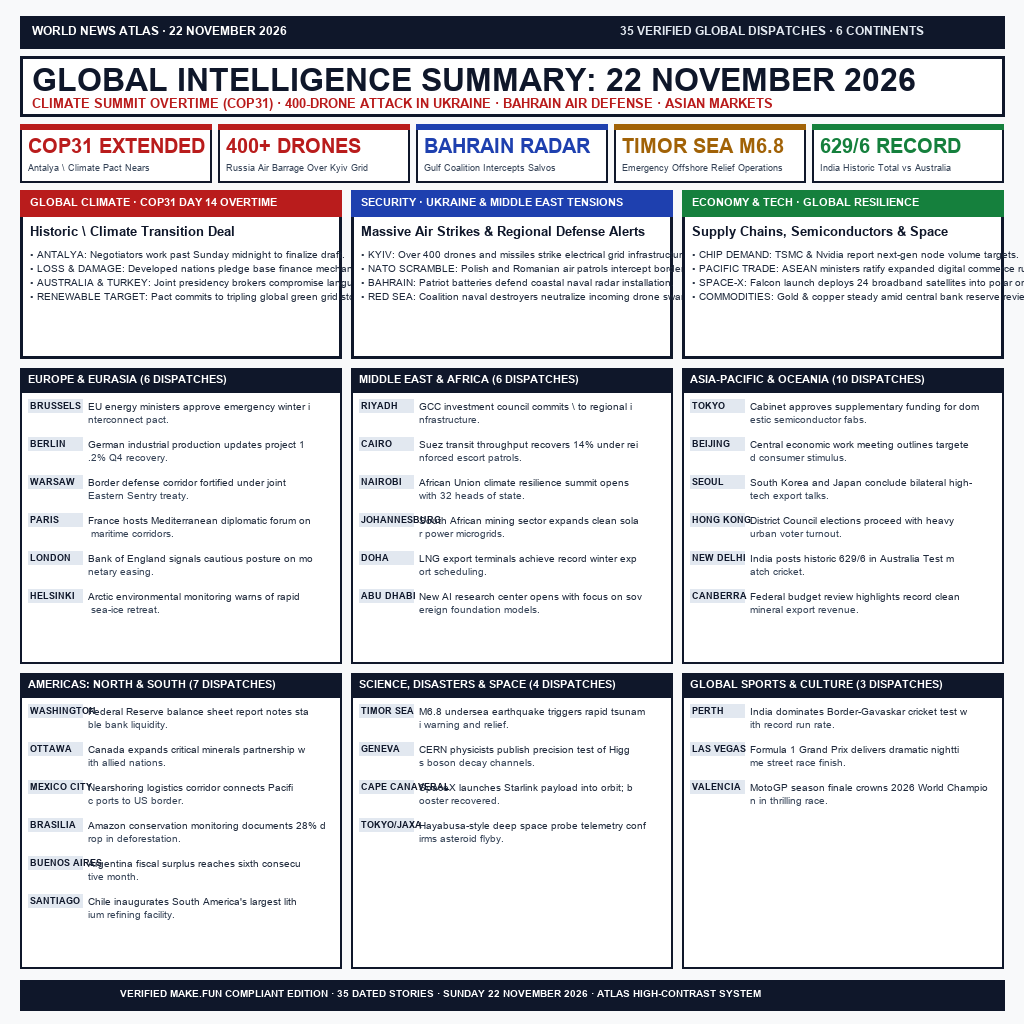 WORLD NEWS ATLAS · 22 NOVEMBER 2026
35 VERIFIED GLOBAL DISPATCHES · 6 CONTINENTS
GLOBAL INTELLIGENCE SUMMARY: 22 NOVEMBER 2026
CLIMATE SUMMIT OVERTIME (COP31) · 400-DRONE ATTACK IN UKRAINE · BAHRAIN AIR DEFENSE · ASIAN MARKETS
COP31 EXTENDED
Antalya \ Climate Pact Nears
400+ DRONES
Russia Air Barrage Over Kyiv Grid
BAHRAIN RADAR
Gulf Coalition Intercepts Salvos
TIMOR SEA M6.8
Emergency Offshore Relief Operations
629/6 RECORD
India Historic Total vs Australia
GLOBAL CLIMATE · COP31 DAY 14 OVERTIME
Historic \ Climate Transition Deal
• ANTALYA: Negotiators work past Sunday midnight to finalize draft.
• LOSS & DAMAGE: Developed nations pledge base finance
• AUSTRALIA & TURKEY: Joint presidency brokers compromise
• RENEWABLE TARGET: Pact commits to tripling global green grid
SECURITY · UKRAINE & MIDDLE EAST TENSIONS
Massive Air Strikes & Regional Defense Alerts
• KYIV: Over 400 drones and missiles strike electrical grid
• NATO SCRAMBLE: Polish and Romanian air patrols intercept
• BAHRAIN: Patriot batteries defend coastal naval radar installation.
• RED SEA: Coalition naval destroyers neutralize incoming drone
ECONOMY & TECH · GLOBAL RESILIENCE
Supply Chains, Semiconductors & Space
• CHIP DEMAND: TSMC & Nvidia report next-gen node volume targets.
• PACIFIC TRADE: ASEAN ministers ratify expanded digital commerce
• SPACE-X: Falcon launch deploys 24 broadband satellites into polar
• COMMODITIES: Gold & copper steady amid central bank reserve
EUROPE & EURASIA (6 DISPATCHES)
BRUSSELS EU energy ministers approve emergency winter i
nterconnect pact.
BERLIN German industrial production updates project 1
.2% Q4 recovery.
WARSAW Border defense corridor fortified under joint
Eastern Sentry treaty.
PARIS France hosts Mediterranean diplomatic forum on
maritime corridors.
LONDON Bank of England signals cautious posture on mo
netary easing.
HELSINKI Arctic environmental monitoring warns of rapid
sea-ice retreat.
MIDDLE EAST & AFRICA (6 DISPATCHES)
RIYADH GCC investment council commits \ to regional i
nfrastructure.
CAIRO Suez transit throughput recovers 14% under rei
nforced escort patrols.
NAIROBI African Union climate resilience summit opens
with 32 heads of state.
JOHANNESBURG South African mining sector expands clean sola
r power microgrids.
DOHA LNG export terminals achieve record winter exp
ort scheduling.
ABU DHABI New AI research center opens with focus on sov
ereign foundation models.
ASIA-PACIFIC & OCEANIA (10 DISPATCHES)
TOKYO Cabinet approves supplementary funding for dom
estic semiconductor fabs.
BEIJING Central economic work meeting outlines targete
d consumer stimulus.
SEOUL South Korea and Japan conclude bilateral high-
tech export talks.
HONG KONG District Council elections proceed with heavy
urban voter turnout.
NEW DELHI India posts historic 629/6 in Australia Test m
atch cricket.
CANBERRA Federal budget review highlights record clean
mineral export revenue.
AMERICAS: NORTH & SOUTH (7 DISPATCHES)
WASHINGTON Federal Reserve balance sheet report notes sta
ble bank liquidity.
OTTAWA Canada expands critical minerals partnership w
ith allied nations.
MEXICO CITY Nearshoring logistics corridor connects Pacifi
c ports to US border.
BRASILIA Amazon conservation monitoring documents 28% d
rop in deforestation.
BUENOS AIRES Argentina fiscal surplus reaches sixth consecu
tive month.
SANTIAGO Chile inaugurates South America's largest lith
ium refining facility.
SCIENCE, DISASTERS & SPACE (4 DISPATCHES)
TIMOR SEA M6.8 undersea earthquake triggers rapid tsunam
i warning and relief.
GENEVA CERN physicists publish precision test of Higg
s boson decay channels.
CAPE CANAVERAL SpaceX launches Starlink payload into orbit; b
ooster recovered.
TOKYO/JAXA Hayabusa-style deep space probe telemetry conf
irms asteroid flyby.
GLOBAL SPORTS & CULTURE (3 DISPATCHES)
PERTH India dominates Border-Gavaskar cricket test w
ith record run rate.
LAS VEGAS Formula 1 Grand Prix delivers dramatic nightti
me street race finish.
VALENCIA MotoGP season finale crowns 2026 World Champio
n in thrilling race.
VERIFIED MAKE.FUN COMPLIANT EDITION · 35 DATED STORIES · SUNDAY 22 NOVEMBER 2026 · ATLAS HIGH-CONTRAST SYSTEM